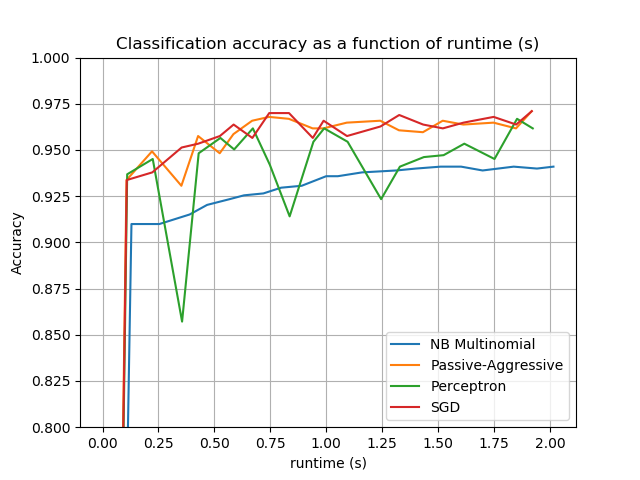 Classification accuracy as a function of runtime (s)
1.000
0.975
0.950
0.925
0.900
0.875
0.850
0.825
0.800
Accuracy
NB Multinomial
Passive-Aggressive
Perceptron
SGD
0.00 0.25 0.50 0.75 1.00 1.25 1.50 1.75 2.00
runtime (s)